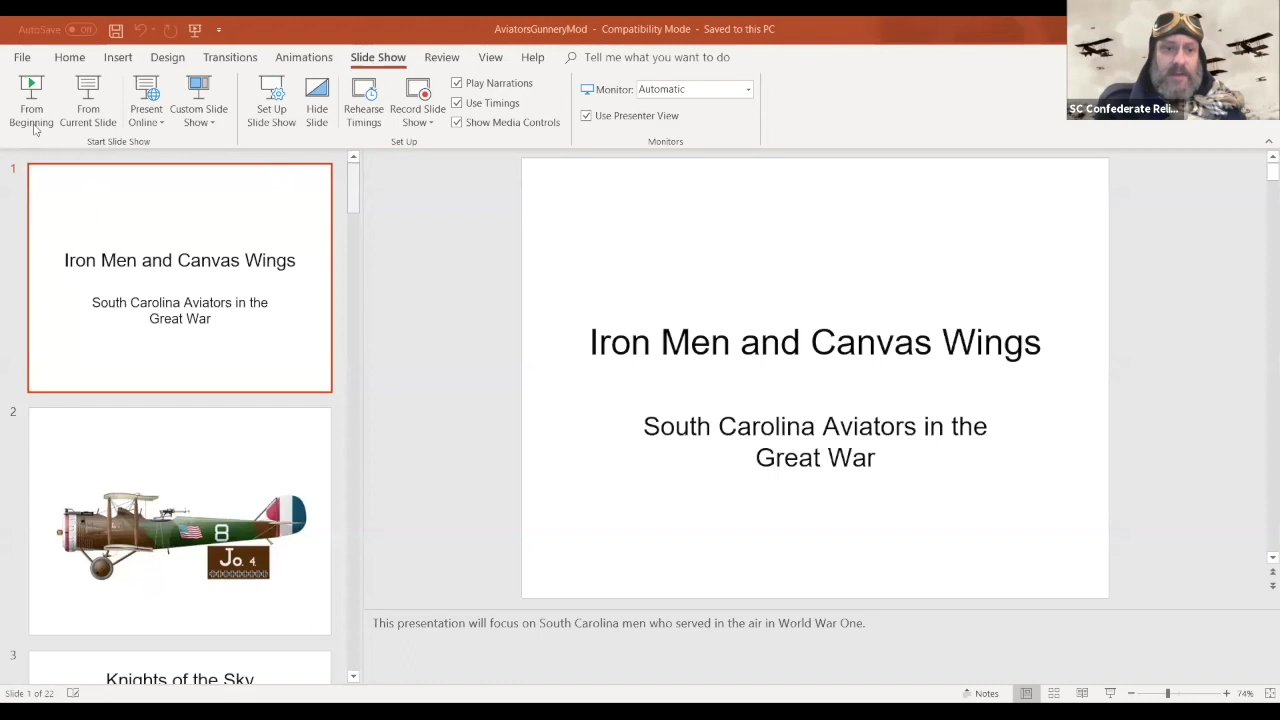 AutoSave Off
AviatorsGunneryMod - Compatibility Mode - Saved to this PC
File Home Insert Design Transitions Animations Slide Show Review View Help Tell me what you want to do
From Beginning
From Current Slide
Present Online
Custom Slide Show
Start Slide Show
Set Up Slide Show
Hide Slide
Rehearse Timings
Record Slide Show
Play Narrations
Use Timings
Show Media Controls
Set Up
Monitor: Automatic
Use Presenter View
Monitors
SC Confederate Reli...
1
Iron Men and Canvas Wings
South Carolina Aviators in the
Great War
2
8
Jo. 4
3
Knights of the Sky
Iron Men and Canvas Wings
South Carolina Aviators in the
Great War
This presentation will focus on South Carolina men who served in the air in World War One.
Slide 1 of 22
Notes
74%